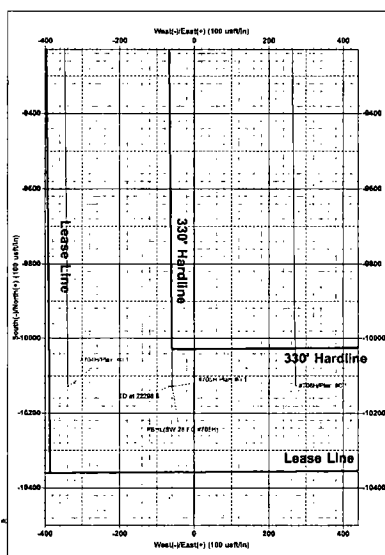 West(-)/East(+) (100 usft/in)
-400 -200 0 200 400
-9400
-9600
-9800
-10000
-10200
-10400
South(-)/North(+) (100 usft/in)
Lease Line
330' Hardline
330' Hardline
TD at 22298
Lease Line
-400 -200 0 200 400
West(-)/East(+) (100 usft/in)